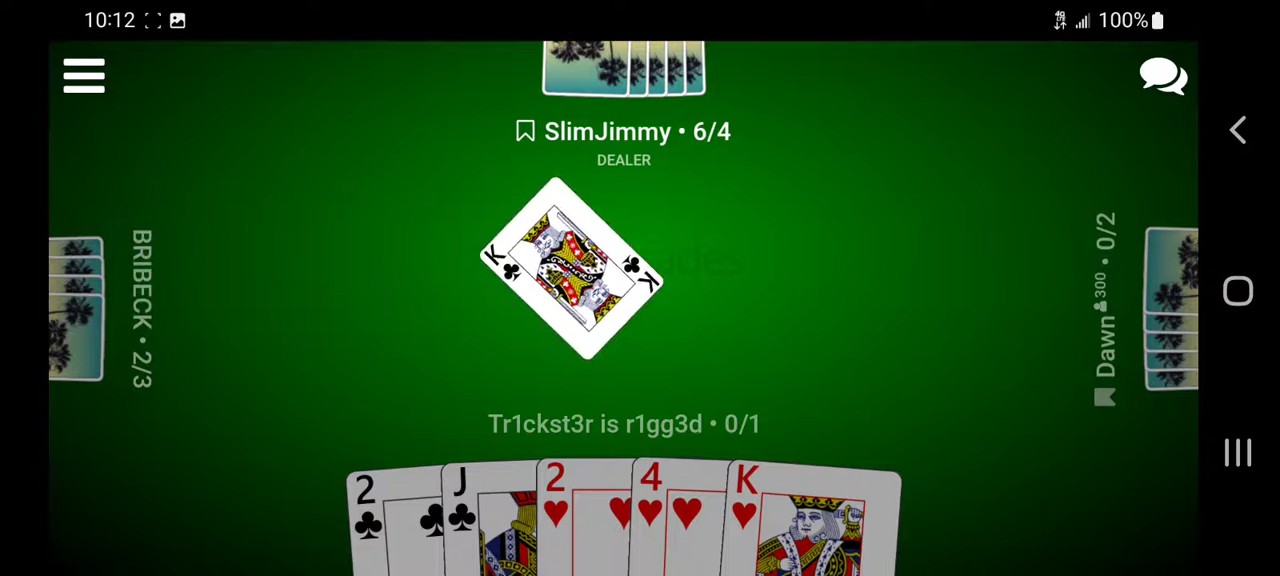 10:12
4G 100%
SlimJimmy • 6/4
DEALER
K
K
BRIBECK • 2/3
Dawn 300 • 0/2
Tr1ckst3r is r1gg3d • 0/1
2 J 2 4 K